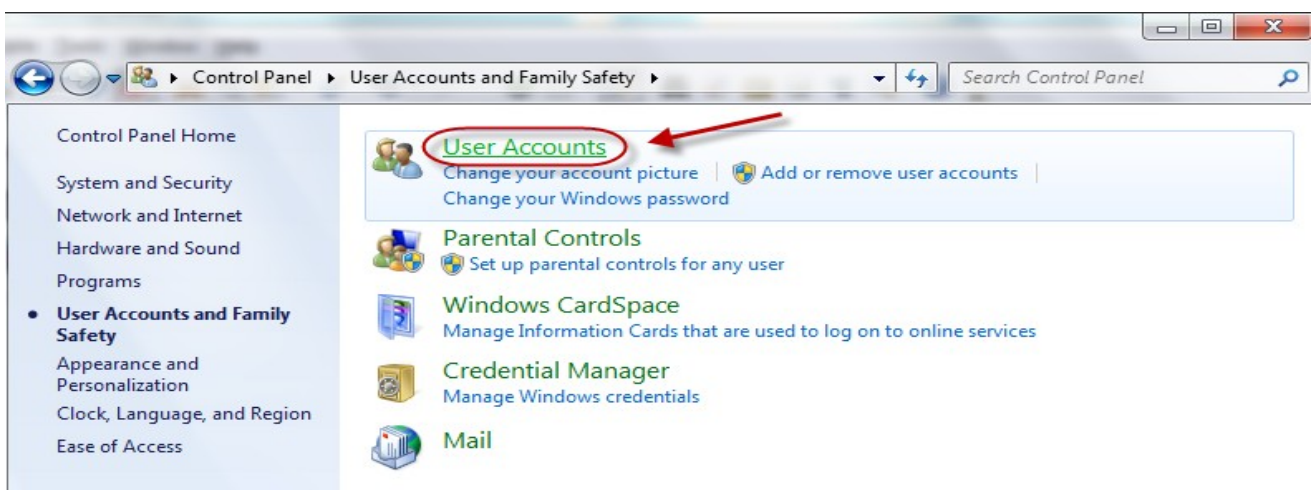 Control Panel
User Accounts and Family Safety
Search Control Panel
Control Panel Home
System and Security
Network and Internet
Hardware and Sound
Programs
User Accounts and Family
Safety
Appearance and
Personalization
Clock, Language, and Region
Ease of Access
User Accounts
Change your account picture
Add or remove user accounts
Change your Windows password
Parental Controls
Set up parental controls for any user
Windows CardSpace
Manage Information Cards that are used to log on to online services
Credential Manager
Manage Windows credentials
Mail